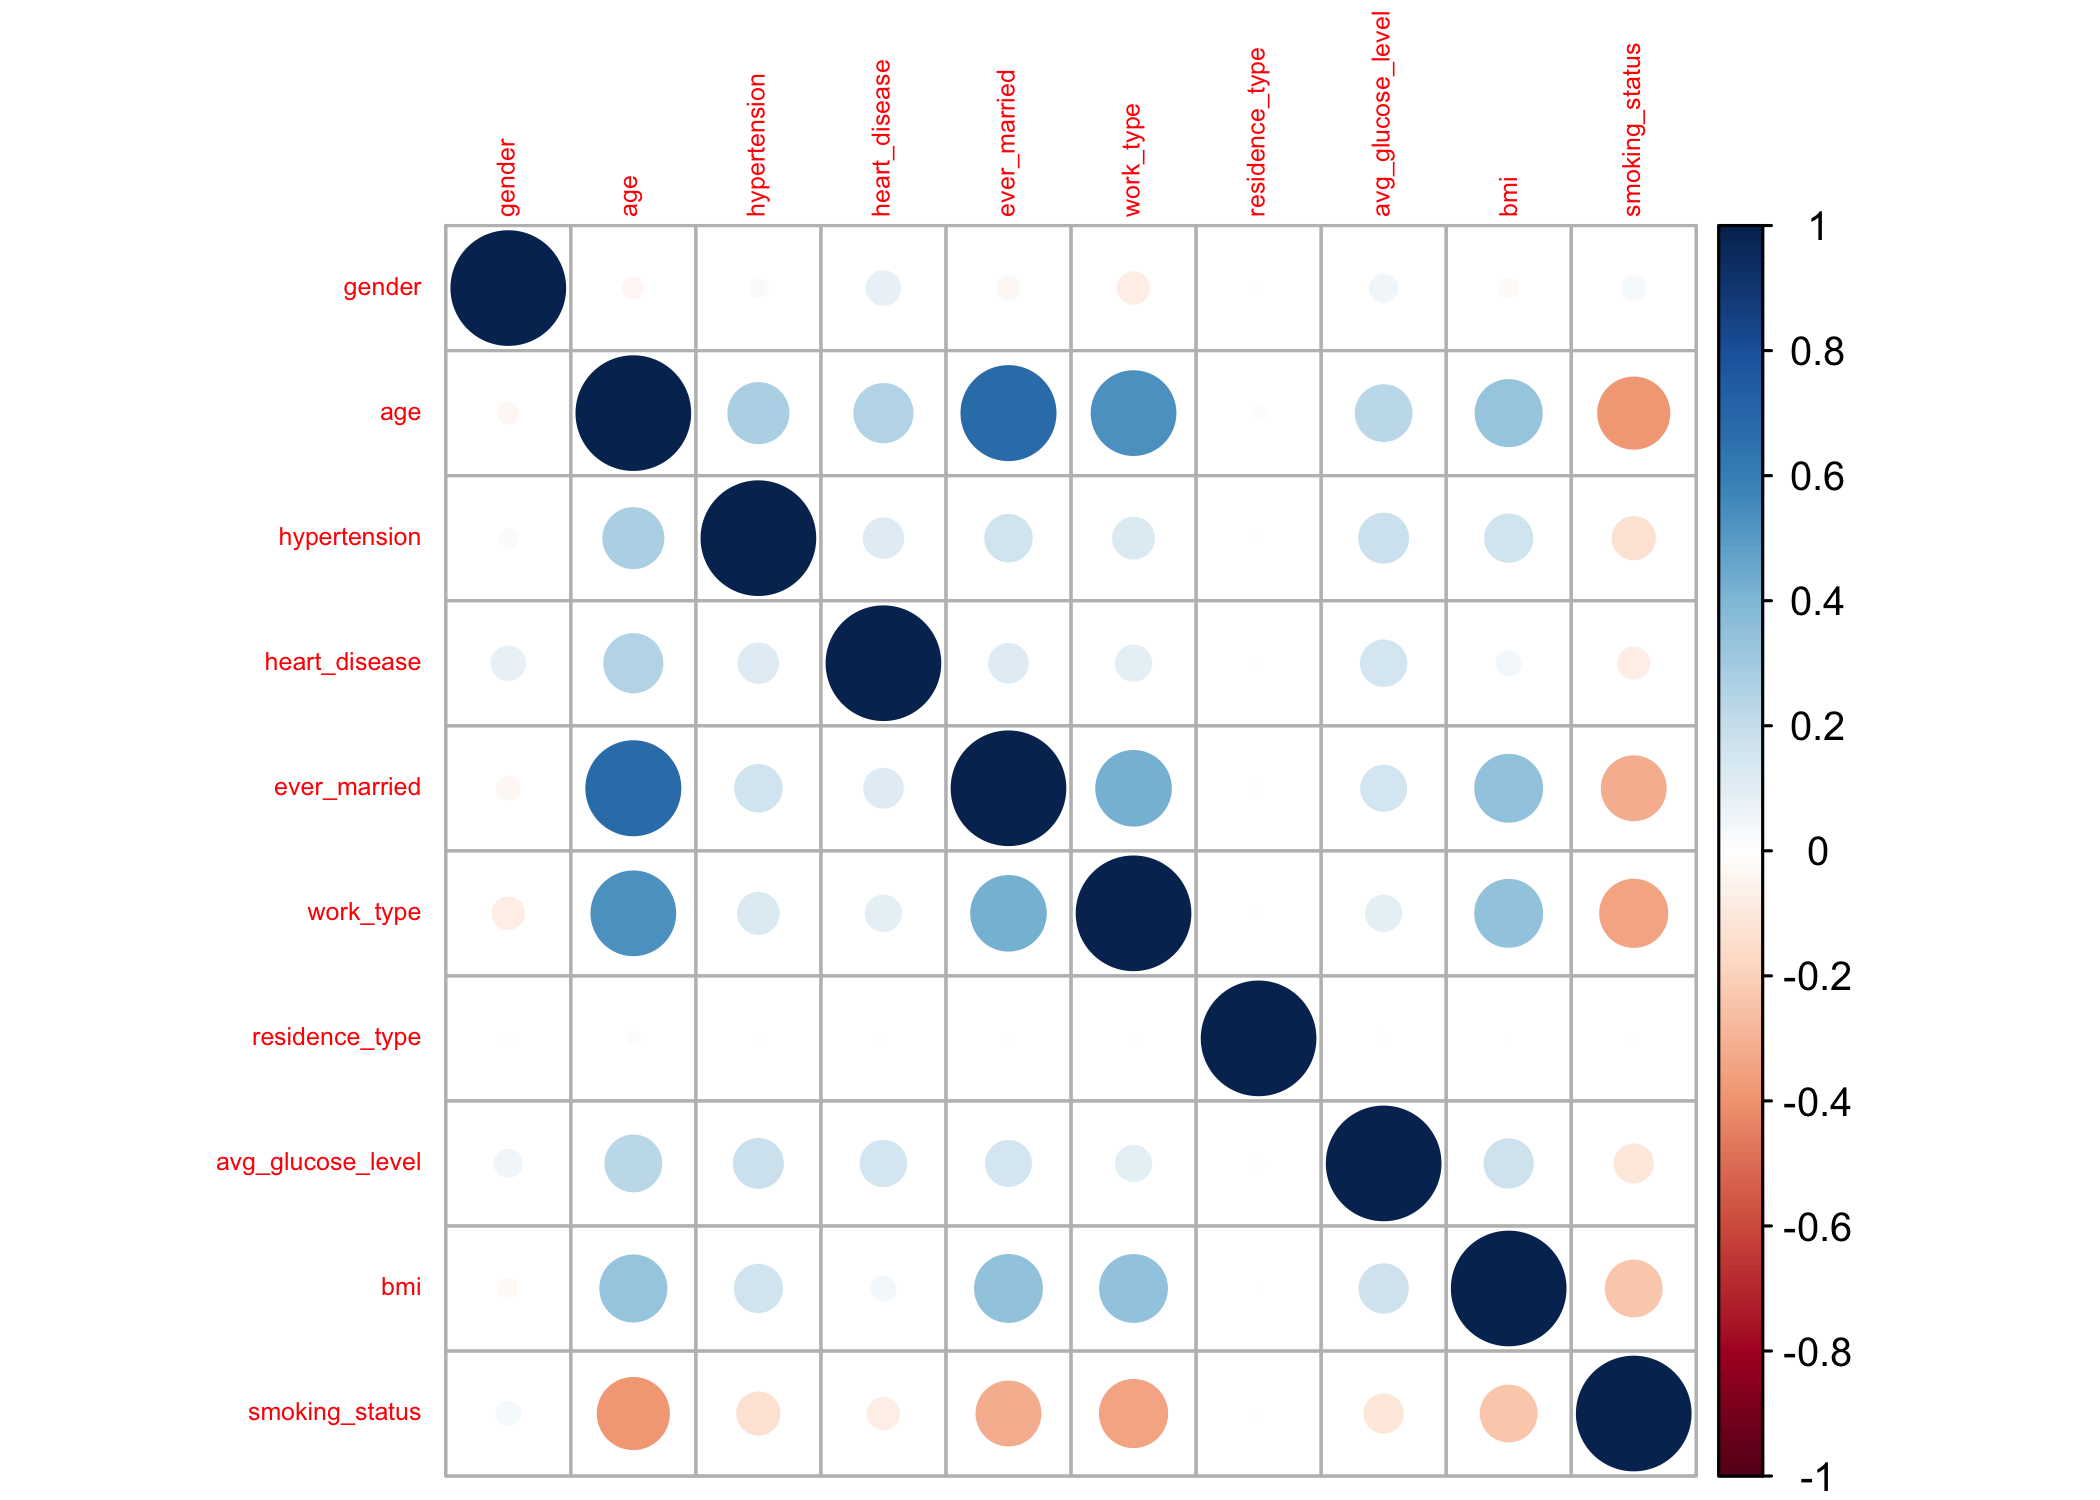 gender
age
hypertension
heart_disease
ever_married
work_type
residence_type
avg_glucose_level
bmi
smoking_status
gender
age
hypertension
heart_disease
ever_married
work_type
residence_type
avg_glucose_level
bmi
smoking_status
1
0.8
0.6
0.4
0.2
0
-0.2
-0.4
-0.6
-0.8
-1